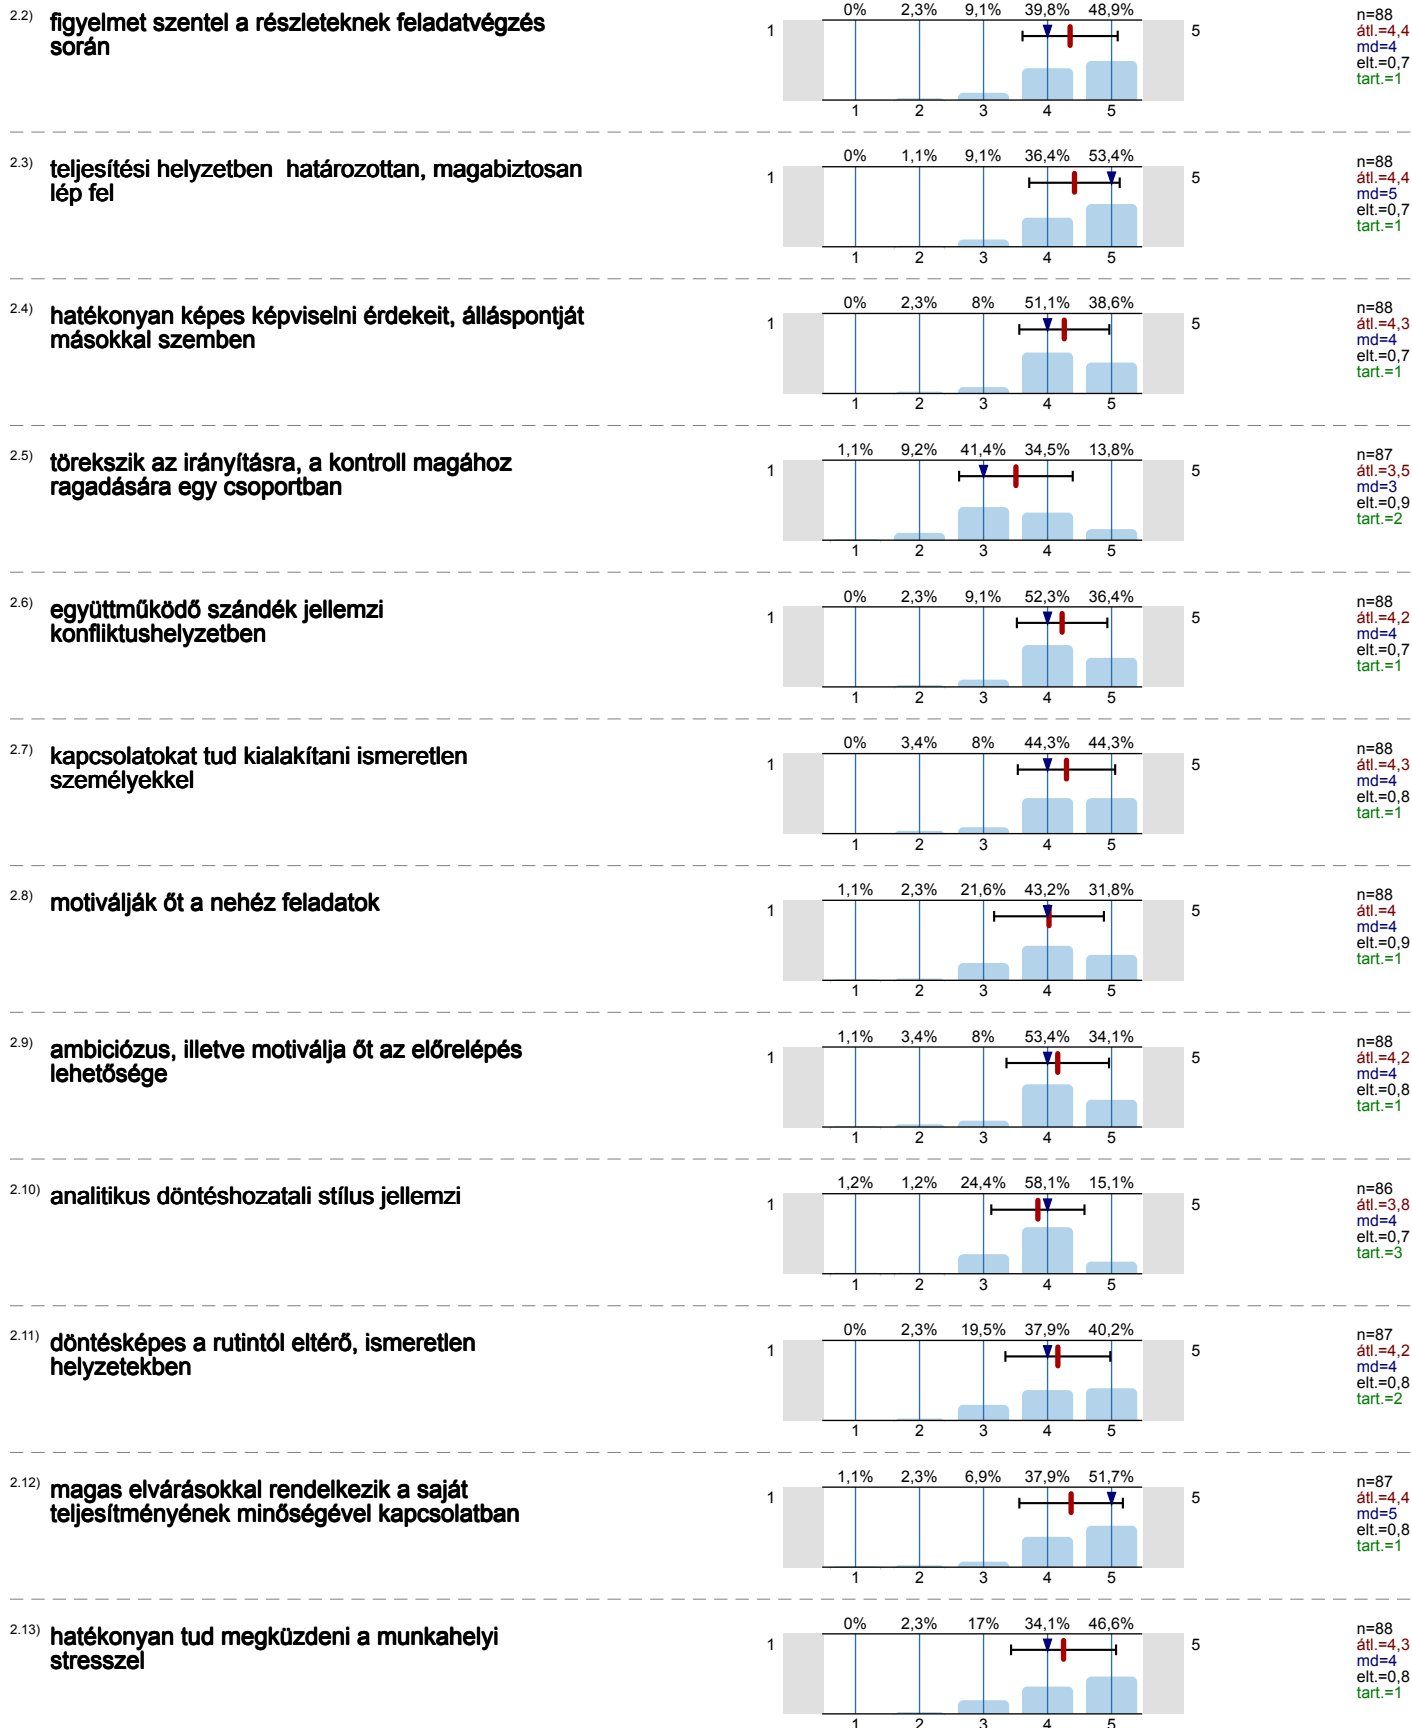 2.2) figyelmet szentel a részleteknek feladatvégzés
során
0% 2,3% 9,1% 39,8% 48,9%
1 5
1 2 3 4 5
n=88
átl.=4,4
md=4
elt.=0,7
tart.=1
2.3) teljesítési helyzetben határozottan, magabiztosan
lép fel
0% 1,1% 9,1% 36,4% 53,4%
1 5
1 2 3 4 5
n=88
átl.=4,4
md=5
elt.=0,7
tart.=1
2.4) hatékonyan képes képviselni érdekeit, álláspontját
másokkal szemben
0% 2,3% 8% 51,1% 38,6%
1 5
1 2 3 4 5
n=88
átl.=4,3
md=4
elt.=0,7
tart.=1
2.5) törekszik az irányításra, a kontroll magához
ragadására egy csoportban
1,1% 9,2% 41,4% 34,5% 13,8%
1 5
1 2 3 4 5
n=87
átl.=3,5
md=3
elt.=0,9
tart.=2
2.6) együttműködő szándék jellemzi
konfliktushelyzetben
0% 2,3% 9,1% 52,3% 36,4%
1 5
1 2 3 4 5
n=88
átl.=4,2
md=4
elt.=0,7
tart.=1
2.7) kapcsolatokat tud kialakítani ismeretlen
személyekkel
0% 3,4% 8% 44,3% 44,3%
1 5
1 2 3 4 5
n=88
átl.=4,3
md=4
elt.=0,8
tart.=1
2.8) motiválják őt a nehéz feladatok
1,1% 2,3% 21,6% 43,2% 31,8%
1 5
1 2 3 4 5
n=88
átl.=4
md=4
elt.=0,9
tart.=1
2.9) ambiciózus, illetve motiválja őt az előrelépés
lehetősége
1,1% 3,4% 8% 53,4% 34,1%
1 5
1 2 3 4 5
n=88
átl.=4,2
md=4
elt.=0,8
tart.=1
2.10) analitikus döntéshozatali stílus jellemzi
1,2% 1,2% 24,4% 58,1% 15,1%
1 5
1 2 3 4 5
n=86
átl.=3,8
md=4
elt.=0,7
tart.=3
2.11) döntésképes a rutintól eltérő, ismeretlen
helyzetekben
0% 2,3% 19,5% 37,9% 40,2%
1 5
1 2 3 4 5
n=87
átl.=4,2
md=4
elt.=0,8
tart.=2
2.12) magas elvárásokkal rendelkezik a saját
teljesítményének minőségével kapcsolatban
1,1% 2,3% 6,9% 37,9% 51,7%
1 5
1 2 3 4 5
n=87
átl.=4,4
md=5
elt.=0,8
tart.=1
2.13) hatékonyan tud megküzdeni a munkahelyi
stresszel
0% 2,3% 17% 34,1% 46,6%
1 5
1 2 3 4 5
n=88
átl.=4,3
md=4
elt.=0,8
tart.=1